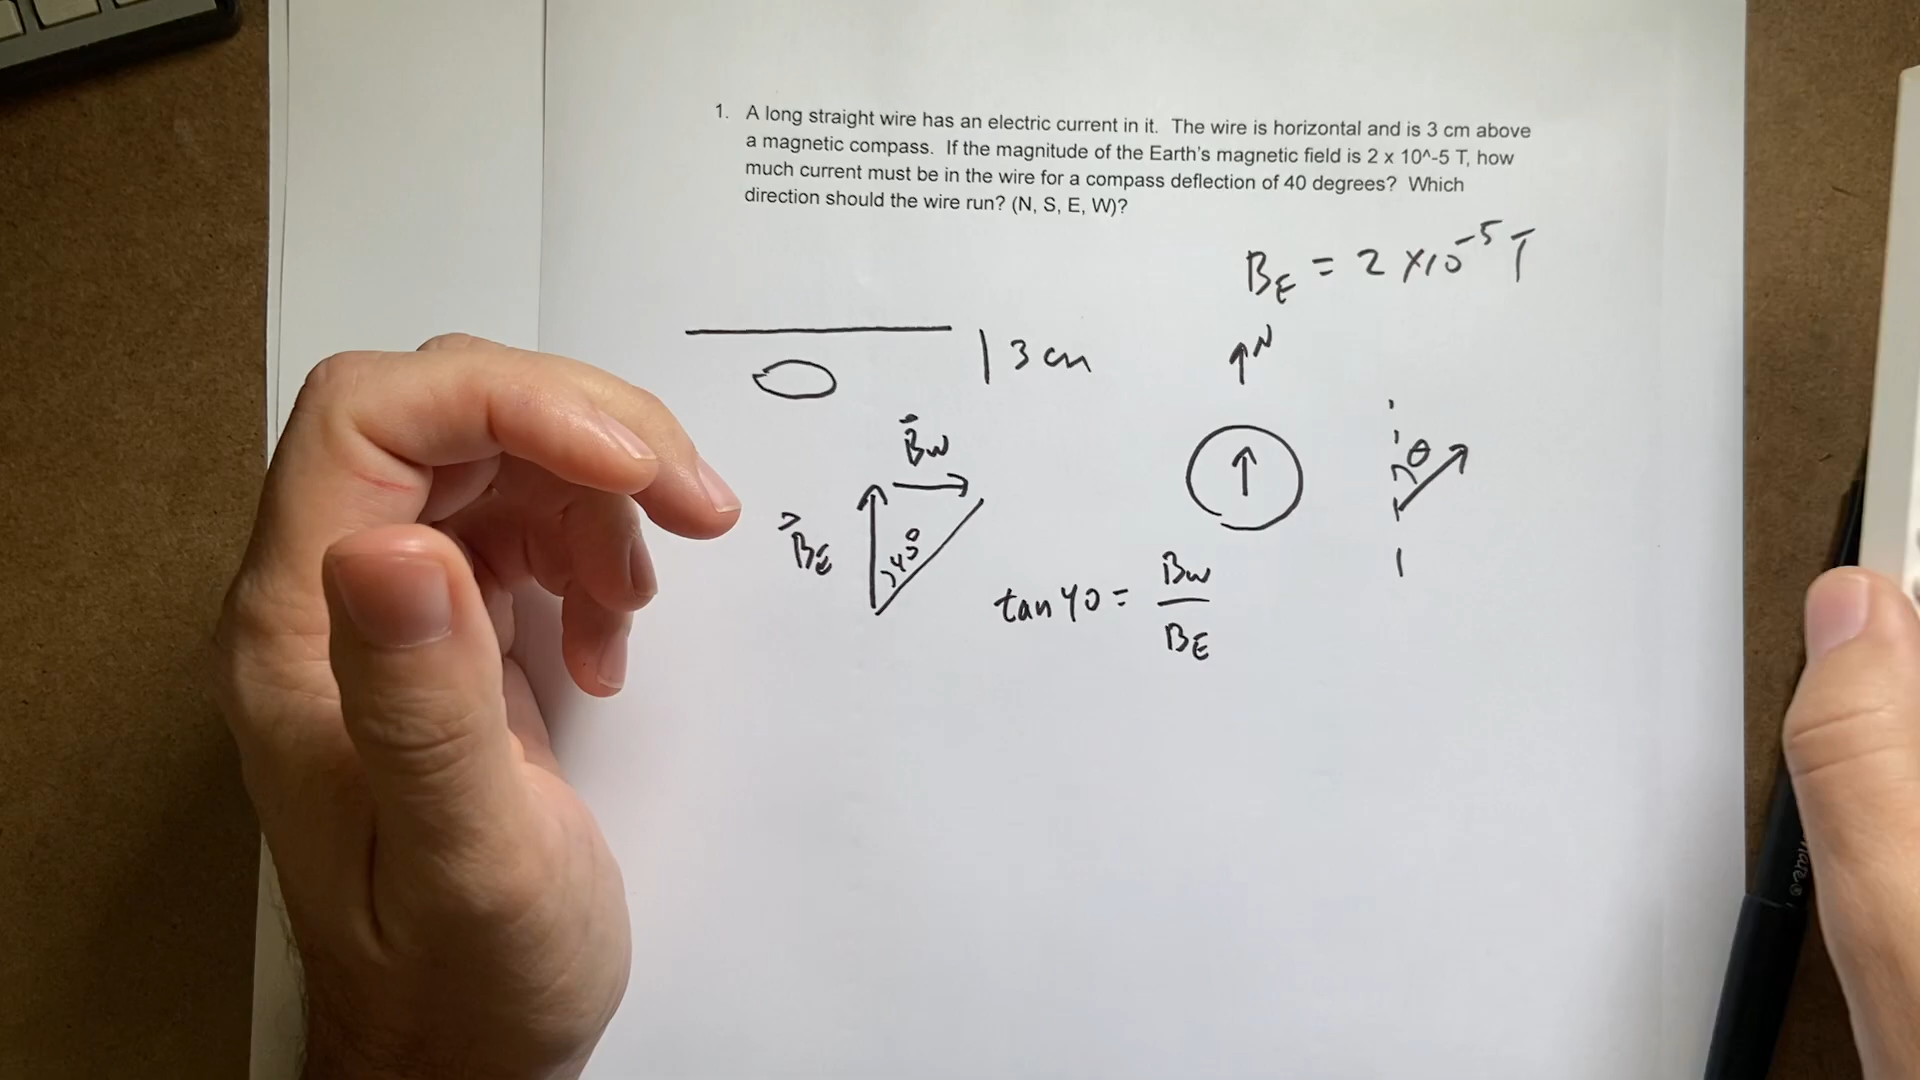 1. A long straight wire has an electric current in it. The wire is horizontal and is 3 cm above
a magnetic compass. If the magnitude of the Earth's magnetic field is 2 x 10^-5 T, how
much current must be in the wire for a compass deflection of 40 degrees? Which
direction should the wire run? (N, S, E, W)?
B_E = 2 x10^-5 T
3 cm
N
B_W
θ
B_E
tan 40 = B_W / B_E